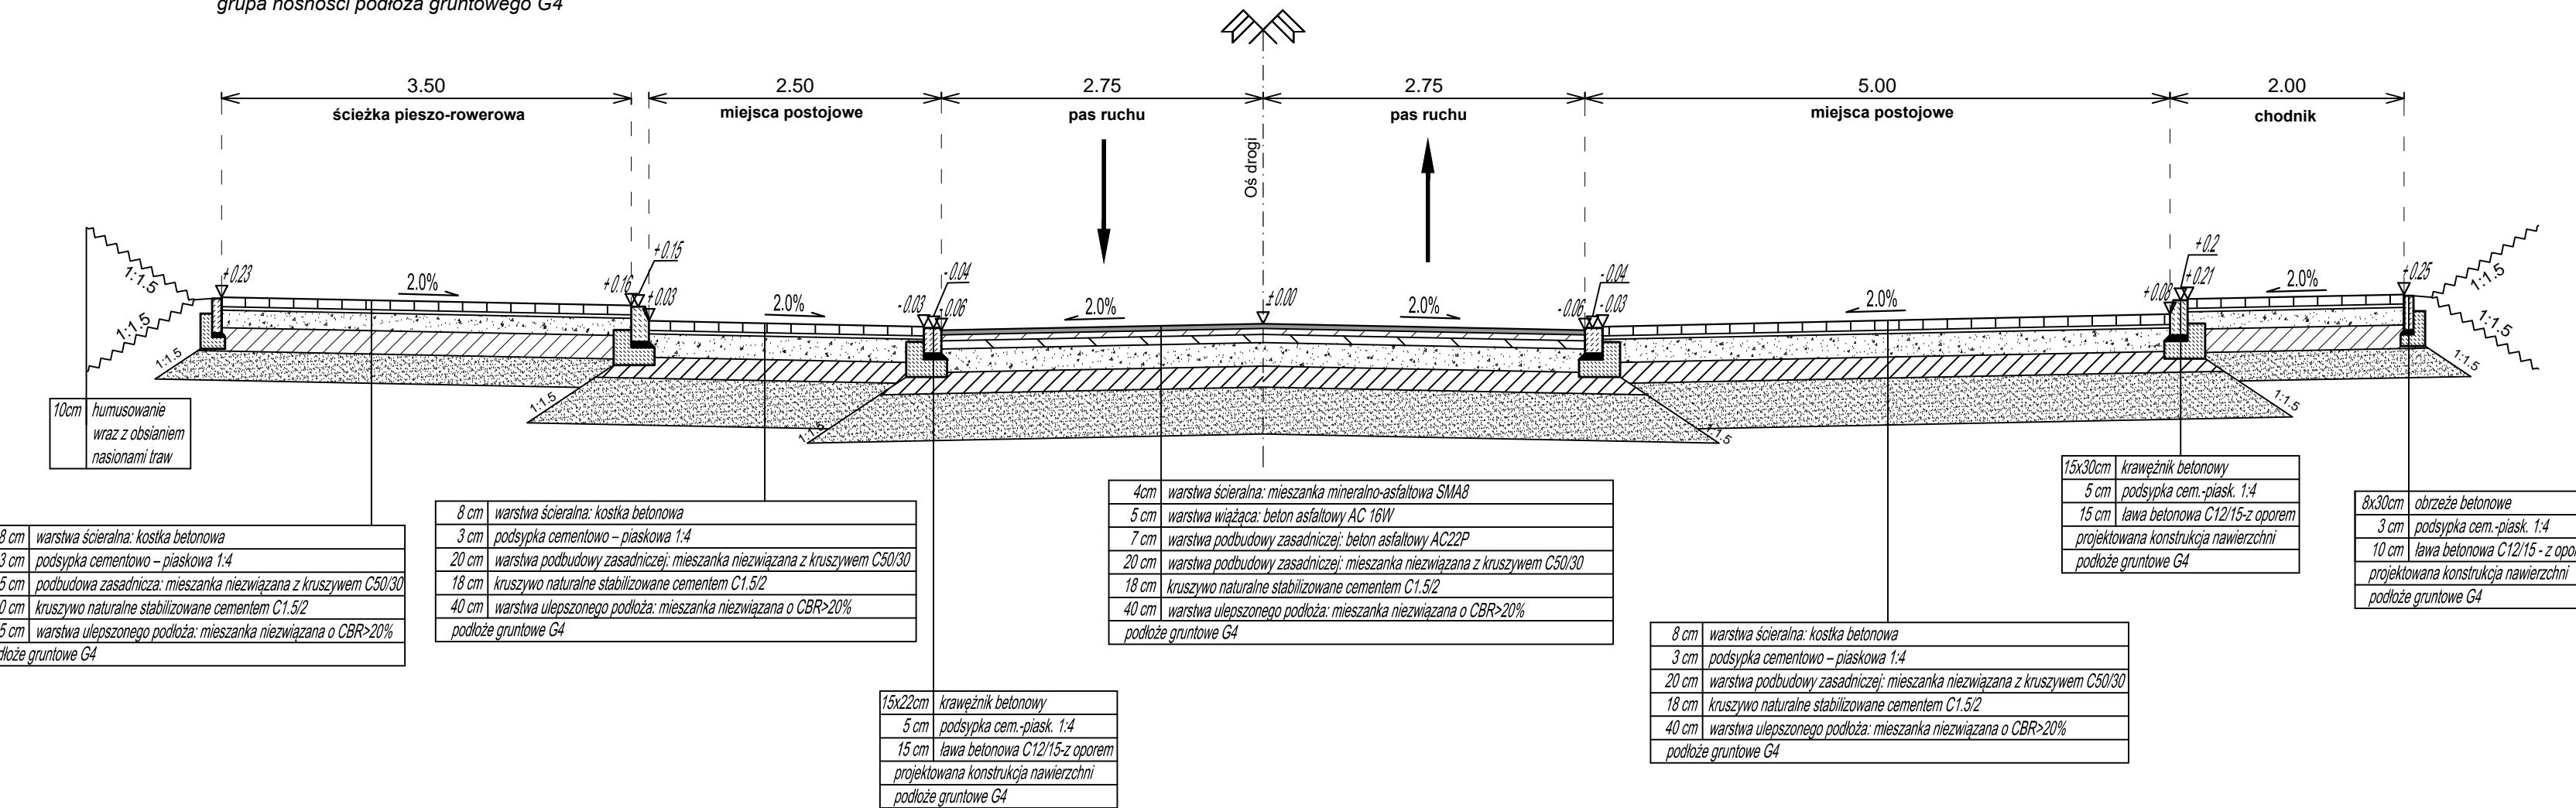 grupa nośności podłoża gruntowego G4
3.50
ścieżka pieszo-rowerowa
2.50
miejsca postojowe
2.75
pas ruchu
2.75
pas ruchu
5.00
miejsca postojowe
2.00
chodnik
Oś drogi
1:1.5
1:1.5
1:1.5
+0.23
2.0%
+0.16
+0.15
+0.03
1:1.5
2.0%
-0.03
-0.04
-0.06
1:1.5
2.0%
±0.00
2.0%
-0.06
-0.04
-0.03
1:1.5
2.0%
+0.08
+0.2
+0.21
1:1.5
2.0%
+0.25
1:1.5
1:1.5
1:1.5
10cm humusowanie
wraz z obsianiem
nasionami traw
8 cm warstwa ścieralna: kostka betonowa
3 cm podsypka cementowo – piaskowa 1:4
5 cm podbudowa zasadnicza: mieszanka niezwiązana z kruszywem C50/30
0 cm kruszywo naturalne stabilizowane cementem C1.5/2
5 cm warstwa ulepszonego podłoża: mieszanka niezwiązana o CBR>20%
dłoże gruntowe G4
8 cm warstwa ścieralna: kostka betonowa
3 cm podsypka cementowo – piaskowa 1:4
20 cm warstwa podbudowy zasadniczej: mieszanka niezwiązana z kruszywem C50/30
18 cm kruszywo naturalne stabilizowane cementem C1.5/2
40 cm warstwa ulepszonego podłoża: mieszanka niezwiązana o CBR>20%
podłoże gruntowe G4
15x22cm krawężnik betonowy
5 cm podsypka cem.-piask. 1:4
15 cm ława betonowa C12/15-z oporem
projektowana konstrukcja nawierzchni
podłoże gruntowe G4
4cm warstwa ścieralna: mieszanka mineralno-asfaltowa SMA8
5 cm warstwa wiążąca: beton asfaltowy AC 16W
7 cm warstwa podbudowy zasadniczej: beton asfaltowy AC22P
20 cm warstwa podbudowy zasadniczej: mieszanka niezwiązana z kruszywem C50/30
18 cm kruszywo naturalne stabilizowane cementem C1.5/2
40 cm warstwa ulepszonego podłoża: mieszanka niezwiązana o CBR>20%
podłoże gruntowe G4
8 cm warstwa ścieralna: kostka betonowa
3 cm podsypka cementowo – piaskowa 1:4
20 cm warstwa podbudowy zasadniczej: mieszanka niezwiązana z kruszywem C50/30
18 cm kruszywo naturalne stabilizowane cementem C1.5/2
40 cm warstwa ulepszonego podłoża: mieszanka niezwiązana o CBR>20%
podłoże gruntowe G4
15x30cm krawężnik betonowy
5 cm podsypka cem.-piask. 1:4
15 cm ława betonowa C12/15-z oporem
projektowana konstrukcja nawierzchni
podłoże gruntowe G4
8x30cm obrzeże betonowe
3 cm podsypka cem.-piask. 1:4
10 cm ława betonowa C12/15 - z opo
projektowana konstrukcja nawierzchni
podłoże gruntowe G4